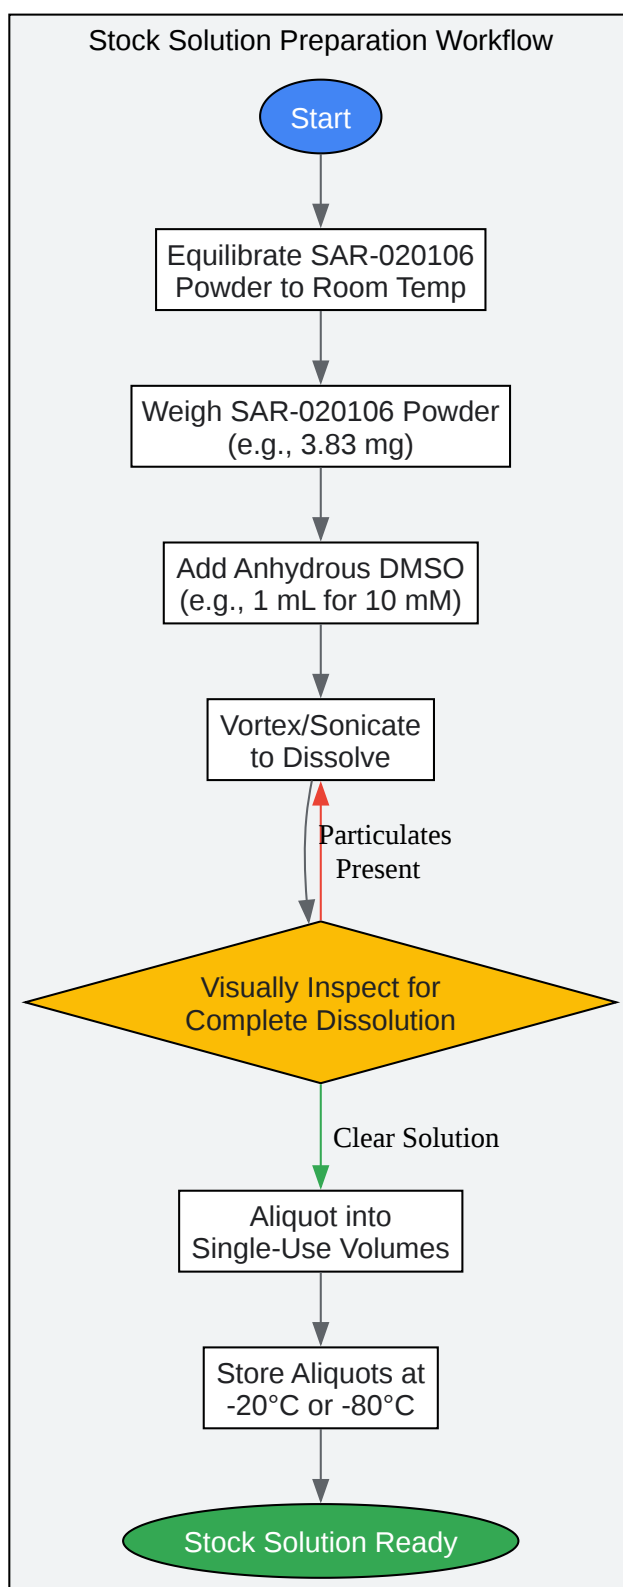 Stock Solution Preparation Workflow
Start
Equilibrate SAR-020106
Powder to Room Temp
Weigh SAR-020106 Powder
(e.g., 3.83 mg)
Add Anhydrous DMSO
(e.g., 1 mL for 10 mM)
Vortex/Sonicate
to Dissolve
Particulates
Present
Visually Inspect for
Complete Dissolution
Clear Solution
Aliquot into
Single-Use Volumes
Store Aliquots at
-20°C or -80°C
Stock Solution Ready